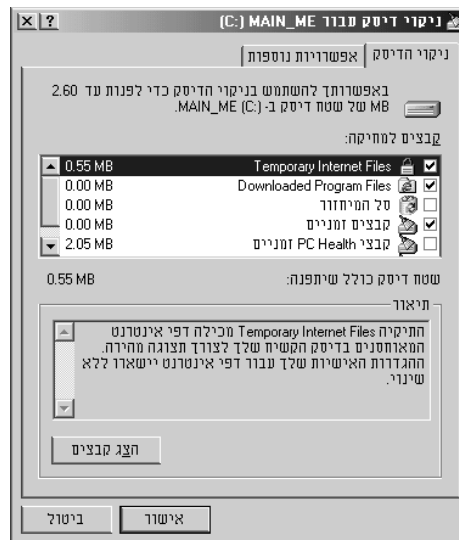 ניקוי דיסק עבור MAIN_ME (C:)
ניקוי הדיסק
אפשרויות נוספות
באפשרותך להשתמש בניקוי הדיסק כדי לפנות עד 2.60
MB של שטח דיסק ב- MAIN_ME (C:).
קבצים למחיקה:
Temporary Internet Files 0.55 MB
Downloaded Program Files 0.00 MB
סל המיחזור 0.00 MB
קבצים זמניים 0.00 MB
קבצי PC Health זמניים 2.05 MB
שטח דיסק כולל שיתפנה: 0.55 MB
תיאור
התיקיה Temporary Internet Files מכילה דפי אינטרנט
המאוחסנים בדיסק הקשיח שלך לצורך תצוגה מהירה.
ההגדרות האישיות שלך עבור דפי אינטרנט יישארו ללא
שינוי.
הצג קבצים
אישור
ביטול